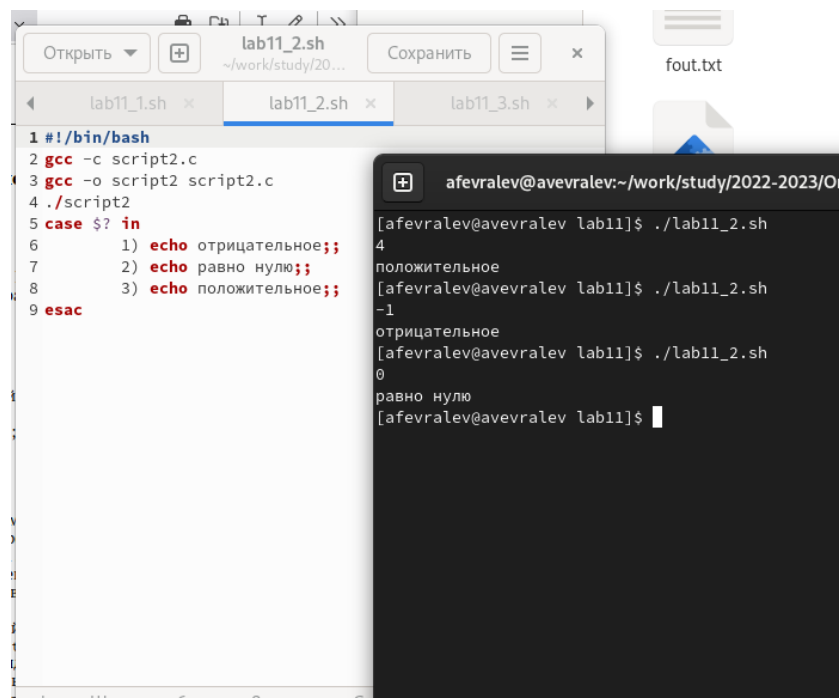 Открыть
lab11_2.sh
~/work/study/20...
Сохранить
fout.txt
lab11_1.sh
lab11_2.sh
lab11_3.sh
1 #!/bin/bash
2 gcc -c script2.c
3 gcc -o script2 script2.c
4 ./script2
5 case $? in
6 1) echo отрицательное;;
7 2) echo равно нулю;;
8 3) echo положительное;;
9 esac
afevralev@avevralev:~/work/study/2022-2023/
[afevralev@avevralev lab11]$ ./lab11_2.sh
4
положительное
[afevralev@avevralev lab11]$ ./lab11_2.sh
-1
отрицательное
[afevralev@avevralev lab11]$ ./lab11_2.sh
0
равно нулю
[afevralev@avevralev lab11]$